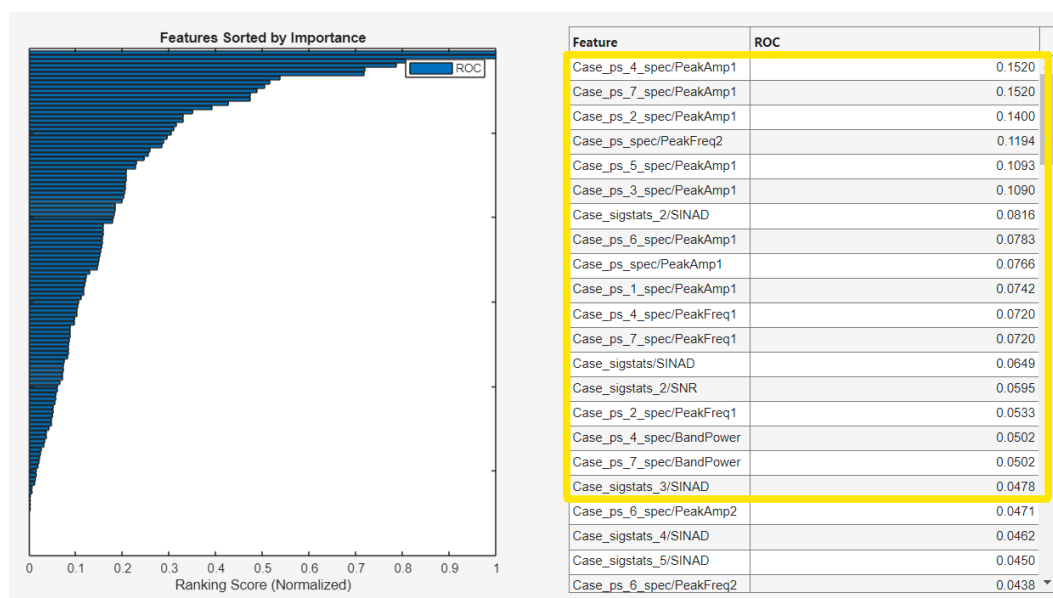 Features Sorted by Importance
ROC
0 0.1 0.2 0.3 0.4 0.5 0.6 0.7 0.8 0.9 1
Ranking Score (Normalized)
Feature ROC
Case_ps_4_spec/PeakAmp1 0.1520
Case_ps_7_spec/PeakAmp1 0.1520
Case_ps_2_spec/PeakAmp1 0.1400
Case_ps_spec/PeakFreq2 0.1194
Case_ps_5_spec/PeakAmp1 0.1093
Case_ps_3_spec/PeakAmp1 0.1090
Case_sigstats_2/SINAD 0.0816
Case_ps_6_spec/PeakAmp1 0.0783
Case_ps_spec/PeakAmp1 0.0766
Case_ps_1_spec/PeakAmp1 0.0742
Case_ps_4_spec/PeakFreq1 0.0720
Case_ps_7_spec/PeakFreq1 0.0720
Case_sigstats/SINAD 0.0649
Case_sigstats_2/SNR 0.0595
Case_ps_2_spec/PeakFreq1 0.0533
Case_ps_4_spec/BandPower 0.0502
Case_ps_7_spec/BandPower 0.0502
Case_sigstats_3/SINAD 0.0478
Case_ps_6_spec/PeakAmp2 0.0471
Case_sigstats_4/SINAD 0.0462
Case_sigstats_5/SINAD 0.0450
Case_ps_6_spec/PeakFreq2 0.0438